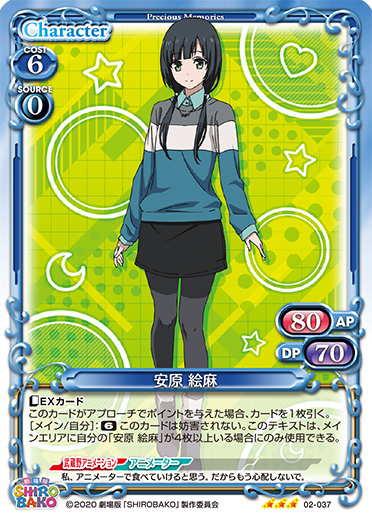 Precious Memories
Character
COST
6
SOURCE
0
80 AP
DP 70
安原 絵麻
EXカード
このカードがアプローチでポイントを与えた場合、カードを1枚引く。
[メイン/自分]：6 このカードは妨害されない。このテキストは、メイ
ンエリアに自分の「安原 絵麻」が4枚以上いる場合にのみ使用できる。
武蔵野アニメーション アニメーター
私、アニメーターで食べていけると思う。だからもう心配しないで。
劇場版
SHIRO
BAKO
©2020 劇場版「SHIROBAKO」製作委員会
02-037